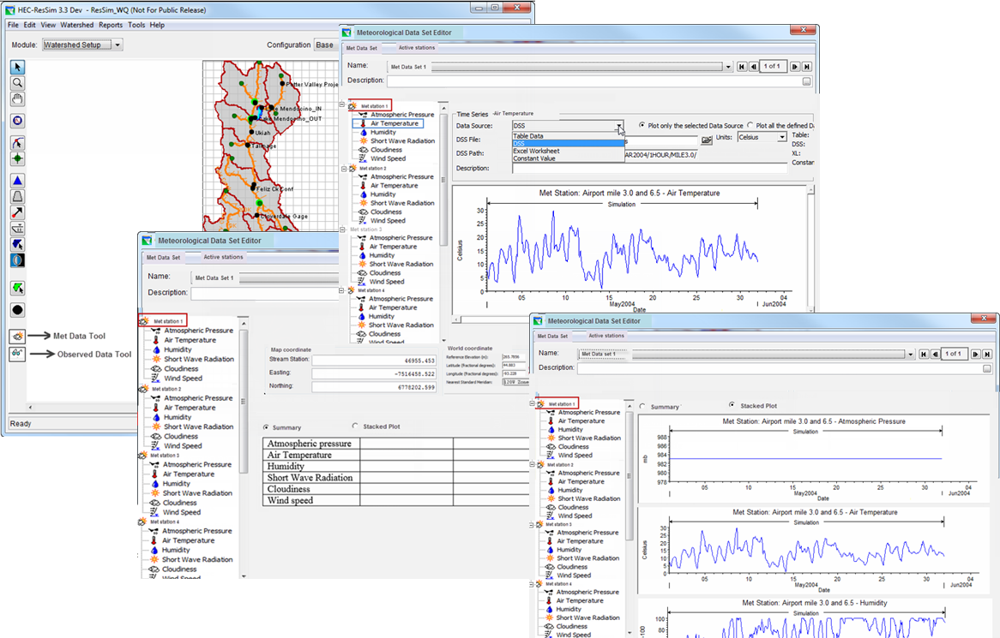 HEC-ResSim 3.3 Dev - ResSim_WQ (Not For Public Release)
File Edit View Watershed Reports Tools Help
Module: Watershed Setup Configuration Base
Potter Valley Proje
Mendocino_IN
Mendocino_OUT
Ukiah
Talmage
Feliz Ck Conf
Cloverdale Gage
Met Data Tool
Observed Data Tool
Ready
Meteorological Data Set Editor
Met Data Set Active stations
Name: Met Data Set 1 1 of 1
Description: ...
Met station 1
Atmospheric Pressure
Air Temperature
Humidity
Short Wave Radiation
Cloudiness
Wind Speed
Met station 2
Atmospheric Pressure
Air Temperature
Humidity
Short Wave Radiation
Cloudiness
Wind Speed
Met station 3
Atmospheric Pressure
Air Temperature
Humidity
Short Wave Radiation
Cloudiness
Wind Speed
Met station 4
Atmospheric Pressure
Air Temperature
Humidity
Short Wave Radiation
Cloudiness
Wind Speed
Time Series Air Temperature
Data Source: DSS Plot only the selected Data Source Plot all the defined Da
Table Data
DSS
Excel Worksheet
Constant Value
DSS File: s Units: Celsius Table:
DSS:
DSS Path: AR2004/1HOUR/MILE3.0/ XL:
Constan
Description:
Met Station: Airport mile 3.0 and 6.5 - Air Temperature
Simulation
Celsius
30
25
20
15
10
5
0
05 10 15 20 25 30 04
May2004 Jun2004
Date
Meteorological Data Set Editor
Met Data Set Active stations
Name: Met Data Set 1
Description:
Met station 1
Atmospheric Pressure
Air Temperature
Humidity
Short Wave Radiation
Cloudiness
Wind Speed
Met station 2
Atmospheric Pressure
Air Temperature
Humidity
Short Wave Radiation
Cloudiness
Wind Speed
Met station 3
Atmospheric Pressure
Air Temperature
Humidity
Short Wave Radiation
Cloudiness
Wind Speed
Met station 4
Atmospheric Pressure
Air Temperature
Humidity
Short Wave Radiation
Cloudiness
Wind Speed
Map coordinate
Stream Station: 46955.453
Easting: -7516458.522
Northing: 6778202.599
World coordinate
Reference Elevation (m):
Latitude (fractional degrees):
Longitude (fractional degrees):
Nearest Standard Meridian:
Summary Stacked Plot
Atmospheric pressure
Air Temperature
Humidity
Short Wave Radiation
Cloudiness
Wind speed
Meteorological Data Set Editor
Met Data Set Active stations
Name: Met Data set 1 1 of 1
Description: ...
Met station 1
Atmospheric Pressure
Air Temperature
Humidity
Short Wave Radiation
Cloudiness
Wind Speed
Met station 2
Atmospheric Pressure
Air Temperature
Humidity
Short Wave Radiation
Cloudiness
Wind Speed
Met station 3
Atmospheric Pressure
Air Temperature
Humidity
Short Wave Radiation
Cloudiness
Wind Speed
Met station 4
Atmospheric Pressure
Air Temperature
Humidity
Short Wave Radiation
Cloudiness
Wind Speed
Summary Stacked Plot
Met Station: Airport mile 3.0 and 6.5 - Atmospheric Pressure
Simulation
mb
988
986
984
982
980
978
05 10 15 20 25 30 04
May2004 Jun2004
Date
Met Station: Airport mile 3.0 and 6.5 - Air Temperature
Simulation
Celsius
30
25
20
15
10
5
0
05 10 15 20 25 30 04
May2004 Jun2004
Date
Met Station: Airport mile 3.0 and 6.5 - Humidity
Simulation
100
80